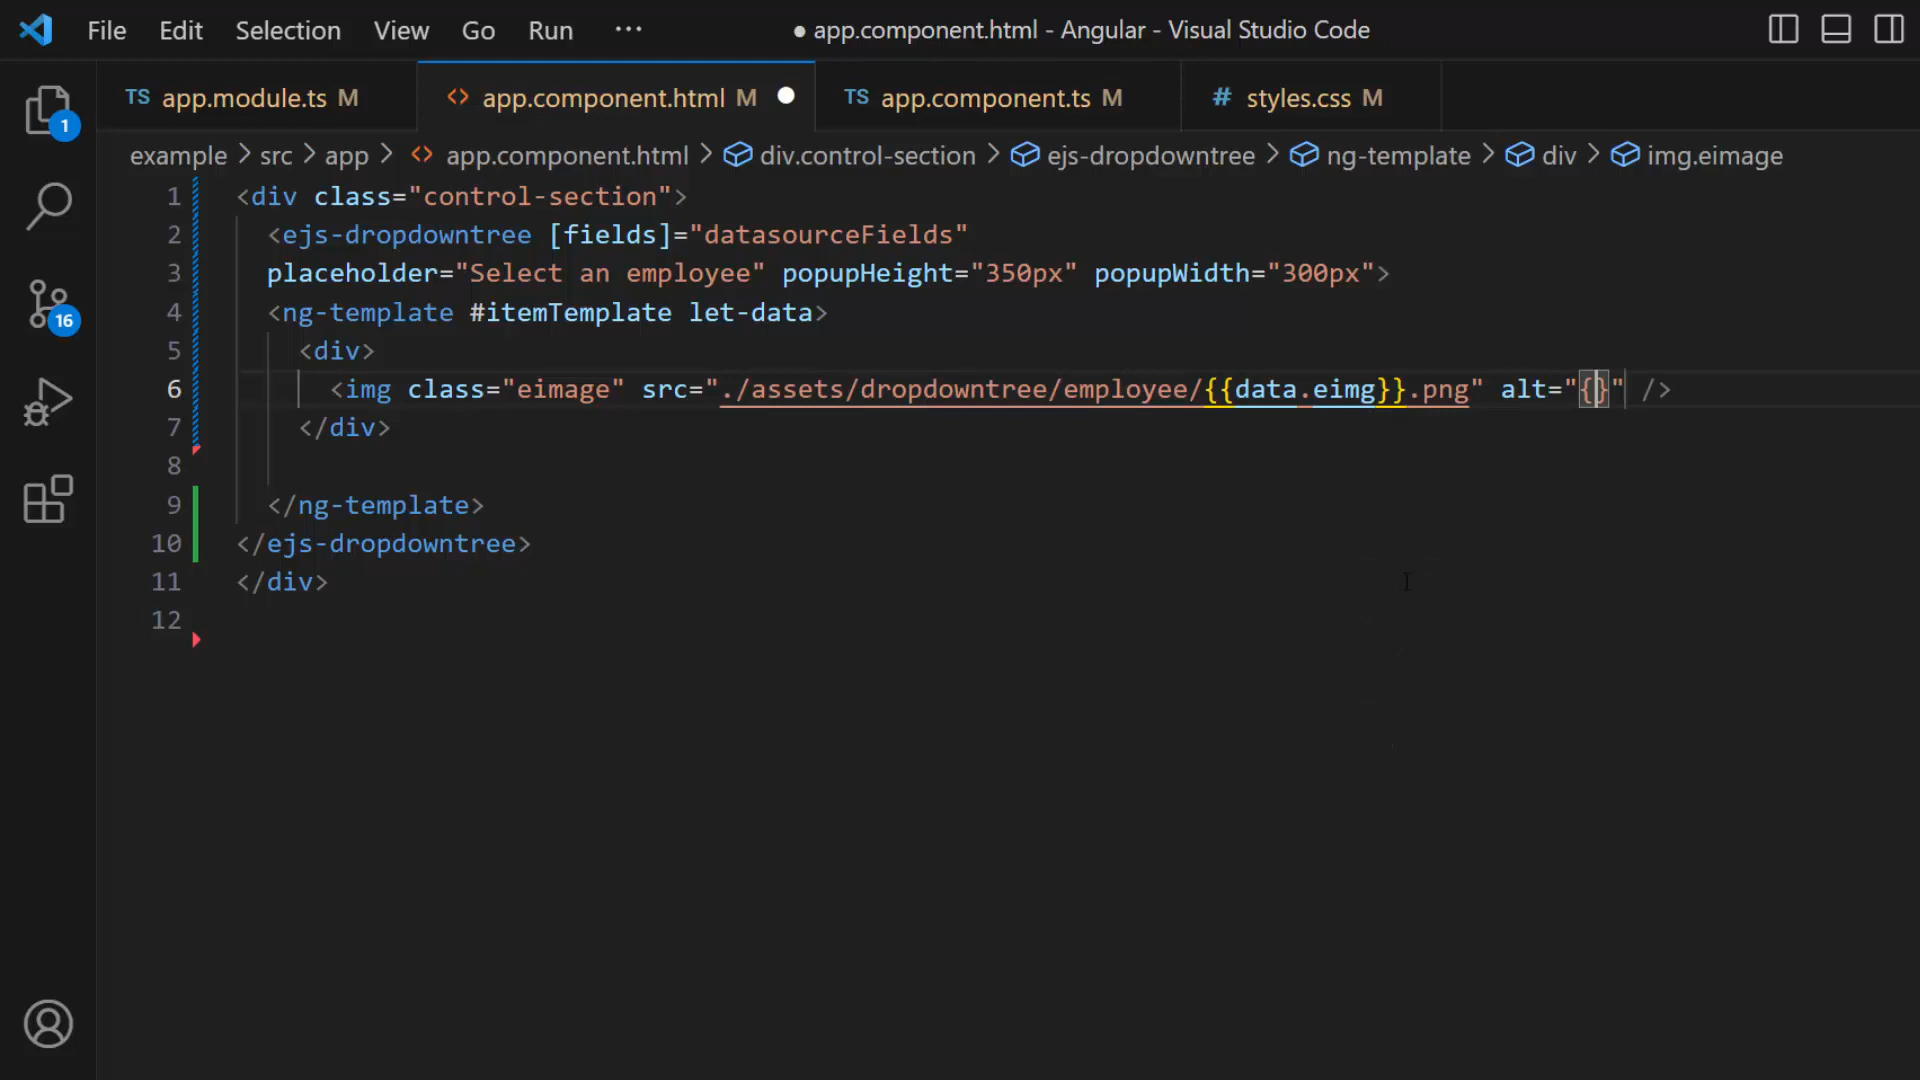 File Edit Selection View Go Run ··· ● app.component.html - Angular - Visual Studio Code
TS app.module.ts M <> app.component.html M ● TS app.component.ts M # styles.css M
example > src > app > <> app.component.html > div.control-section > ejs-dropdowntree > ng-template > div > img.eimage
1 <div class="control-section">
2 <ejs-dropdowntree [fields]="datasourceFields"
3 placeholder="Select an employee" popupHeight="350px" popupWidth="300px">
4 <ng-template #itemTemplate let-data>
5 <div>
6 <img class="eimage" src="./assets/dropdowntree/employee/{{data.eimg}}.png" alt="{}" />
7 </div>
8
9 </ng-template>
10 </ejs-dropdowntree>
11 </div>
12
1
16